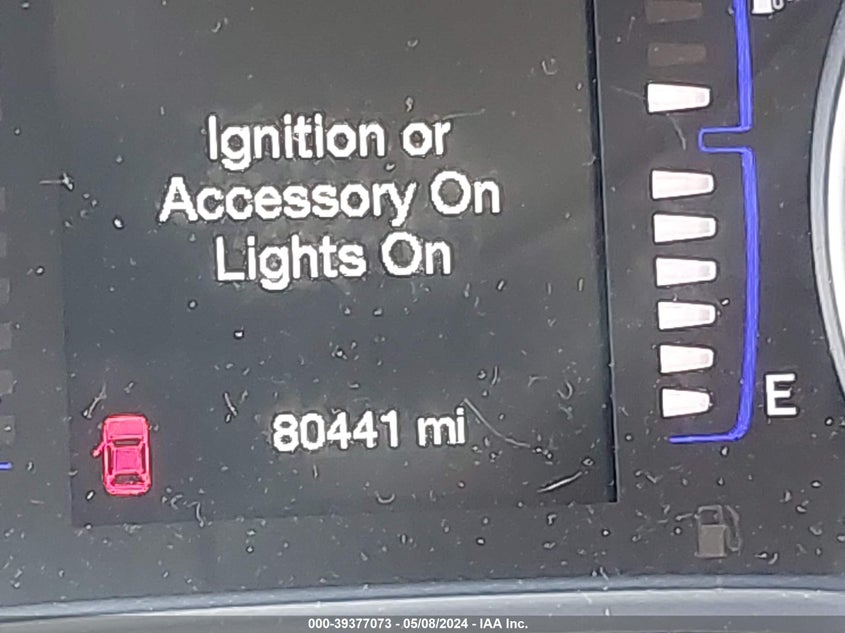 Ignition or
Accessory On
Lights On
80441 mi
E
000-39377073 - 05/08/2024 - IAA Inc.